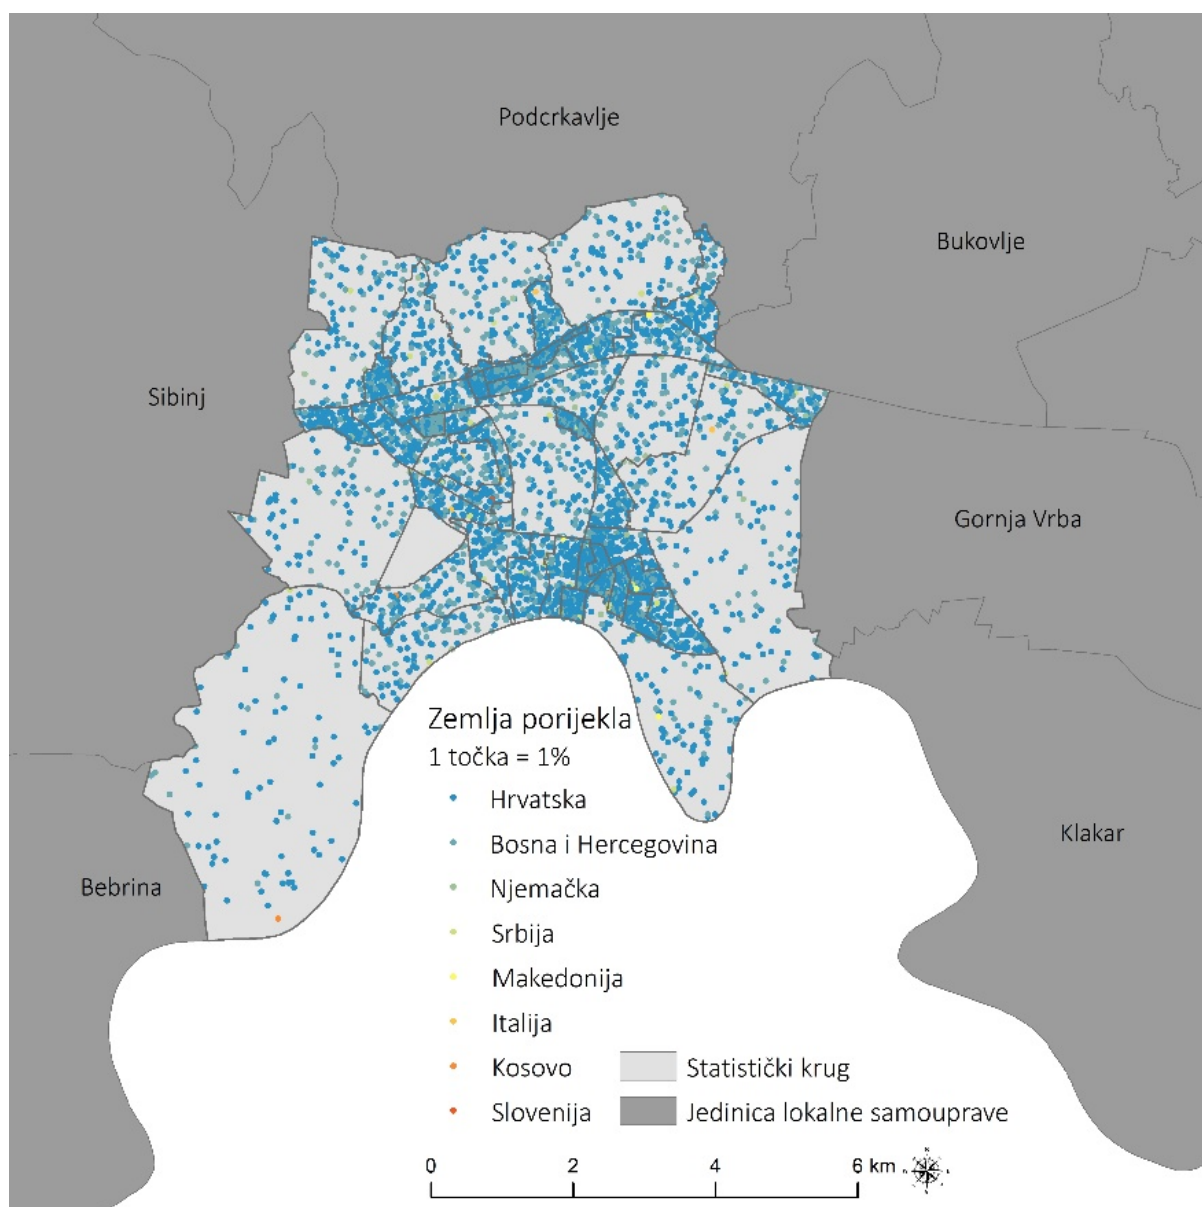 Podcrkavlje
Bukovlje
Sibinj
Gornja Vrba
Zemlja porijekla
1 točka = 1%
Hrvatska
Bosna i Hercegovina
Klakar
Bebrina
Njemačka
Srbija
Makedonija
Italija
Kosovo
Statistički krug
Slovenija
Jedinica lokalne samouprave
0 2 4 6 km